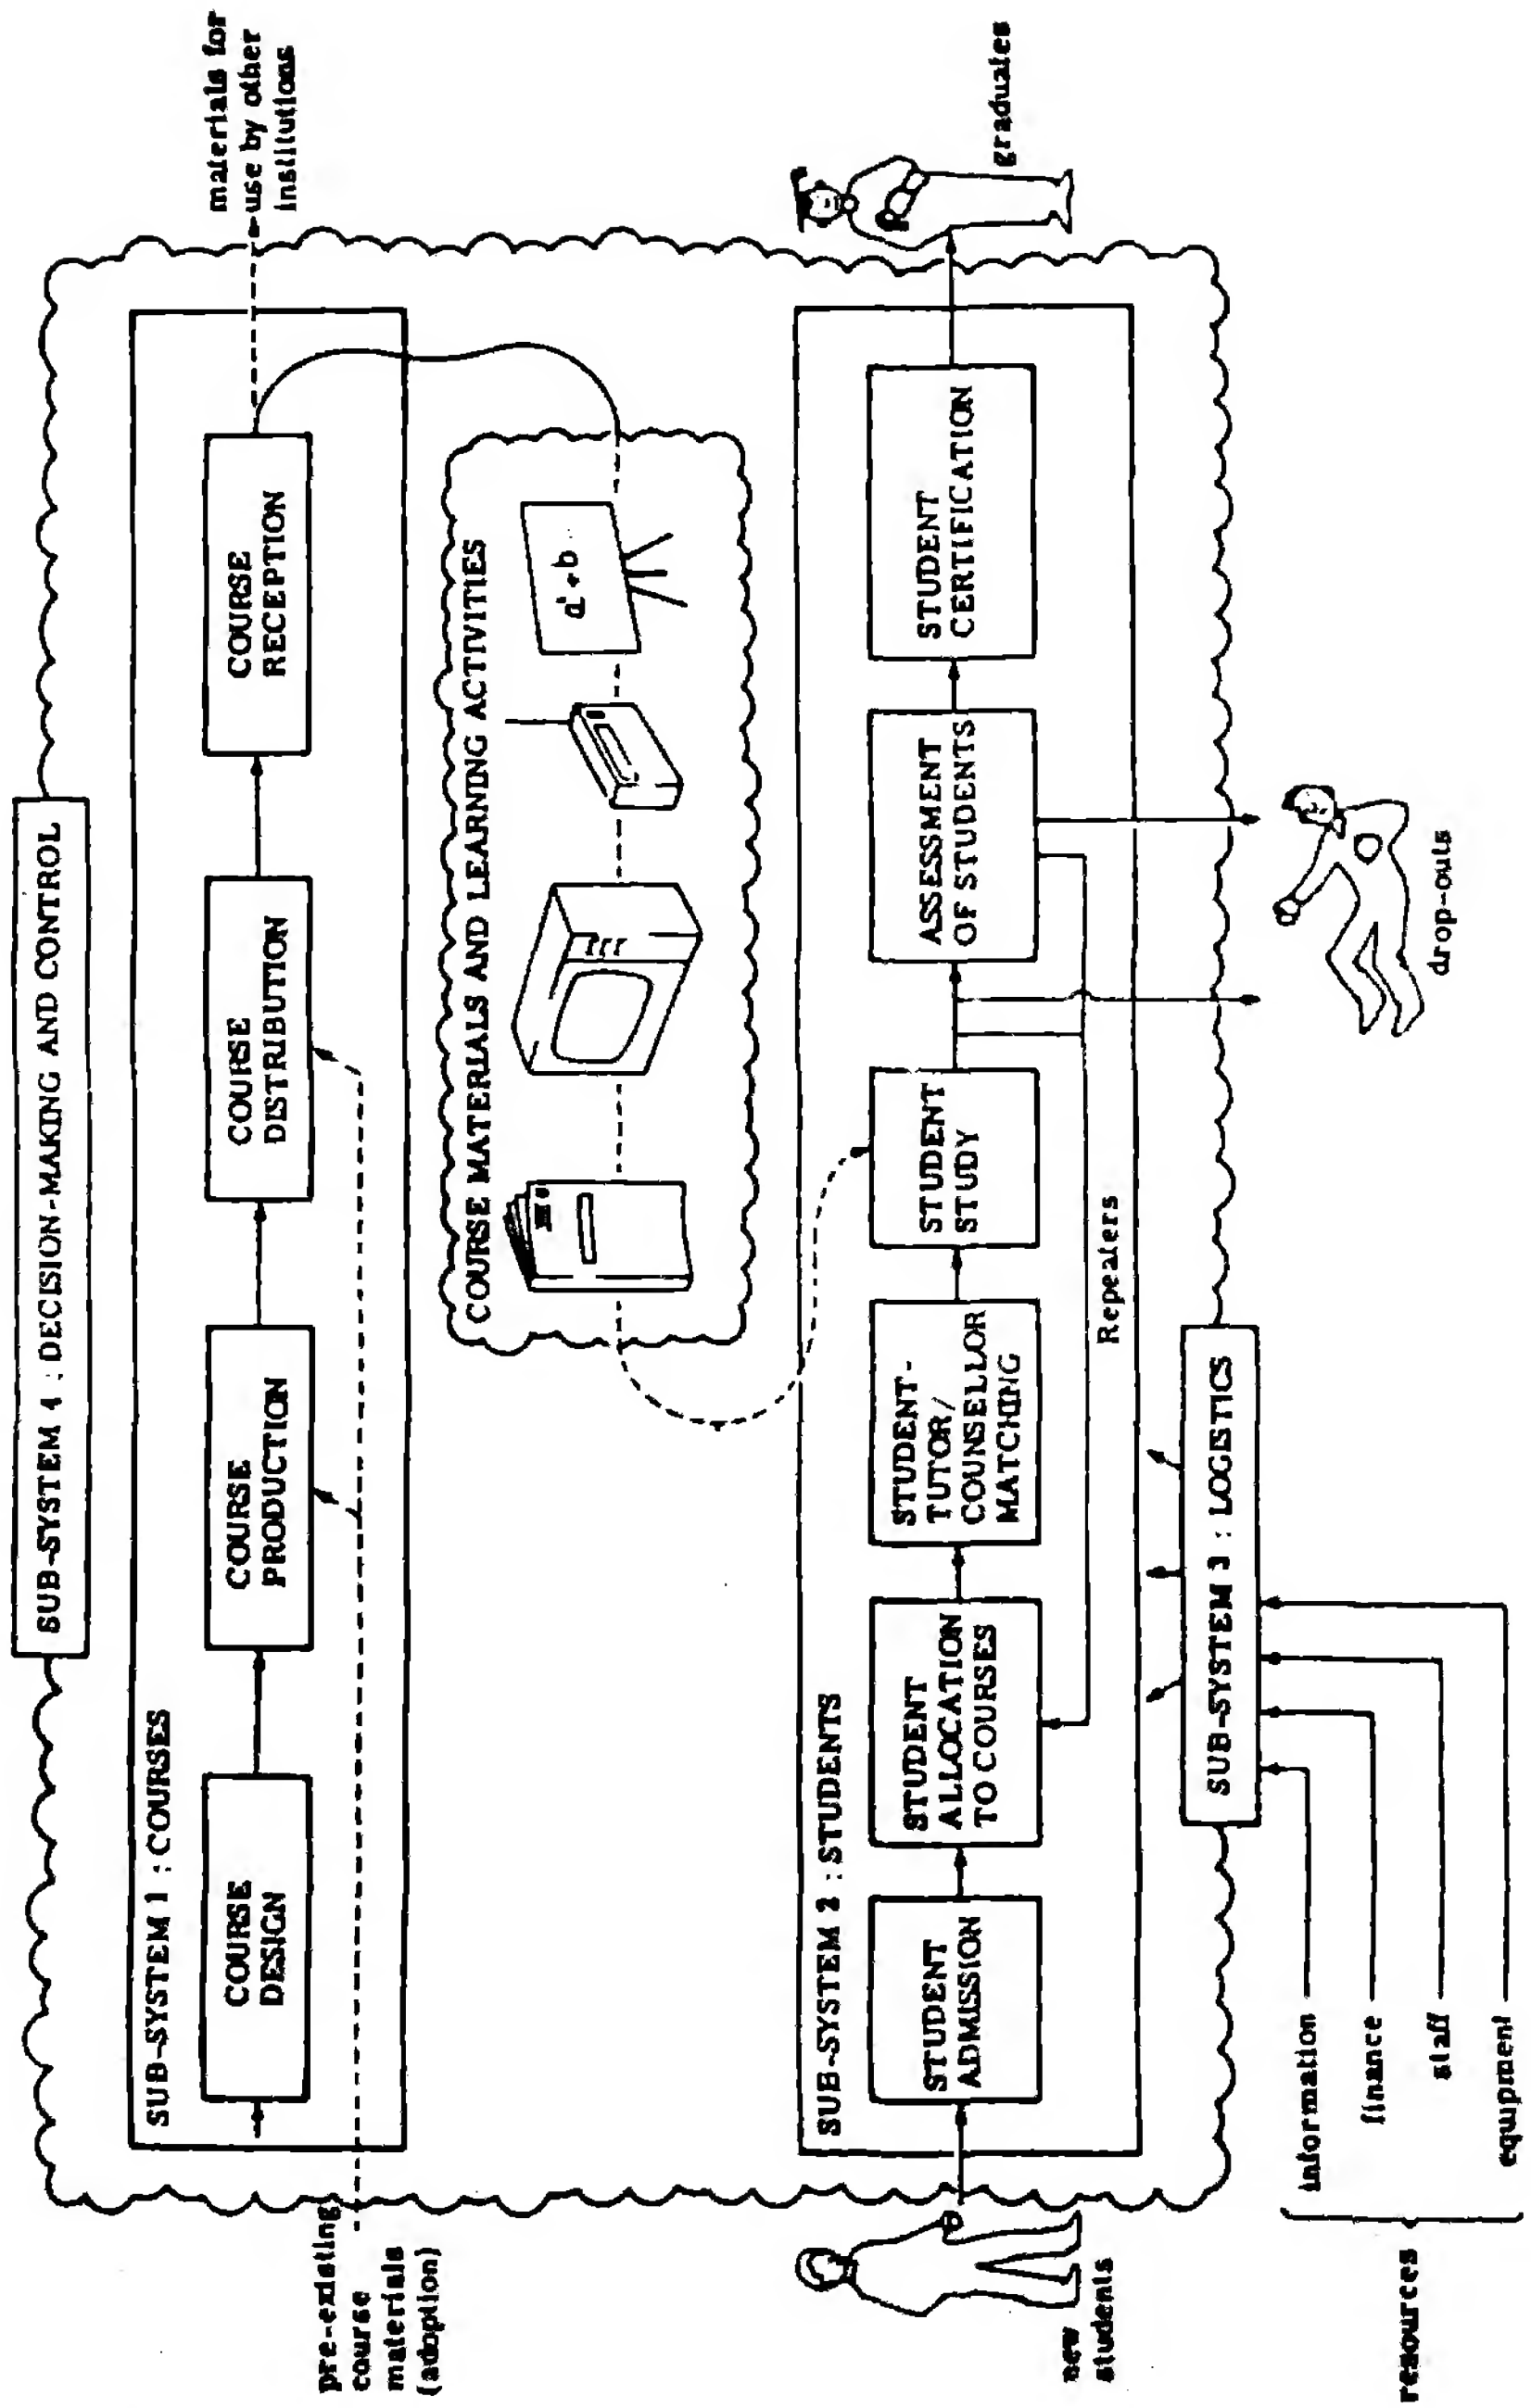 SUB-SYSTEM 4 : DECISION-MAKING AND CONTROL
SUB-SYSTEM 1 : COURSES
COURSE
DESIGN
COURSE
PRODUCTION
COURSE
DISTRIBUTION
COURSE
RECEPTION
materials for
use by other
institutions
pre-existing
course
materials
(adoption)
COURSE MATERIALS AND LEARNING ACTIVITIES
a²+b
SUB-SYSTEM 2 : STUDENTS
STUDENT
ADMISSION
STUDENT
ALLOCATION
TO COURSES
STUDENT-
TUTOR/
COUNSELLOR
MATCHING
STUDENT
STUDY
ASSESSMENT
OF STUDENTS
STUDENT
CERTIFICATION
Repeaters
new
students
graduates
drop-outs
SUB-SYSTEM 3 : LOGISTICS
information
finance
staff
equipment
resources